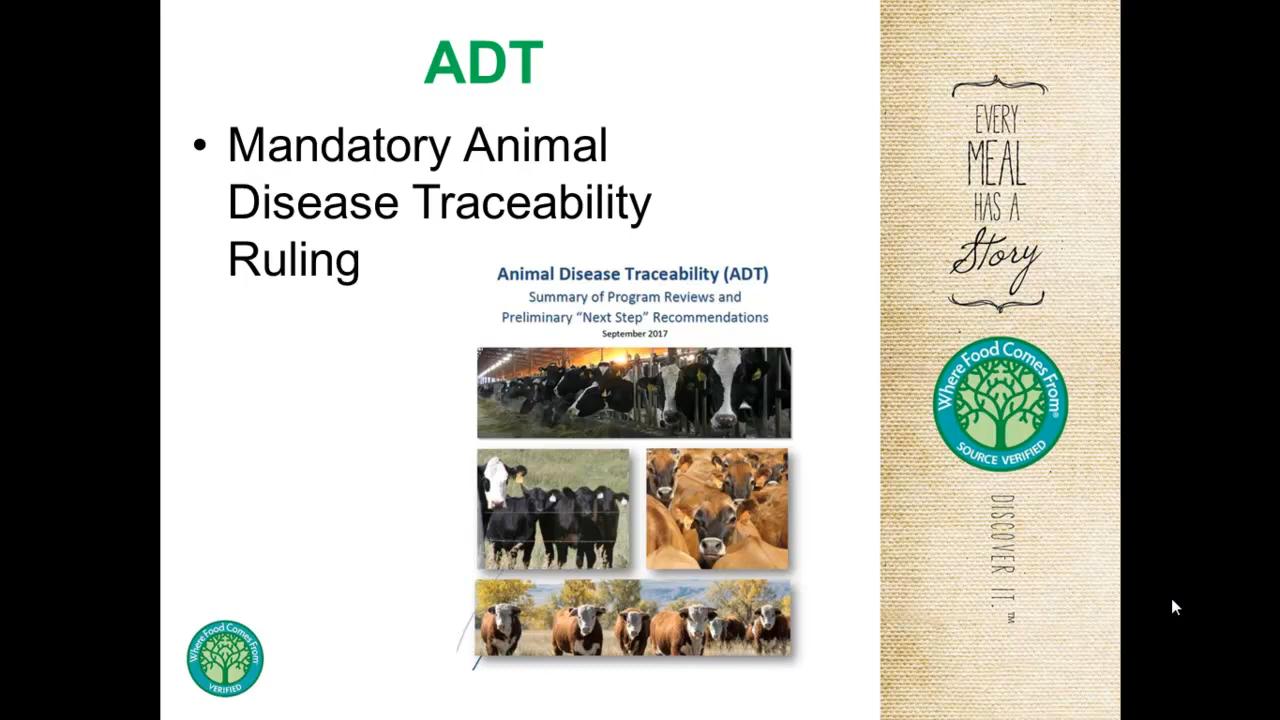 ADT
• Mandatory Animal
Disease Traceability
Ruling
Animal Disease Traceability (ADT)
Summary of Program Reviews and
Preliminary “Next Step” Recommendations
September 2017
Where Food Comes From
VERIFIED
EVERY
MEAL
HAS A
Story
Where Food Comes From®
SOURCE VERIFIED
DISCOVER IT.™